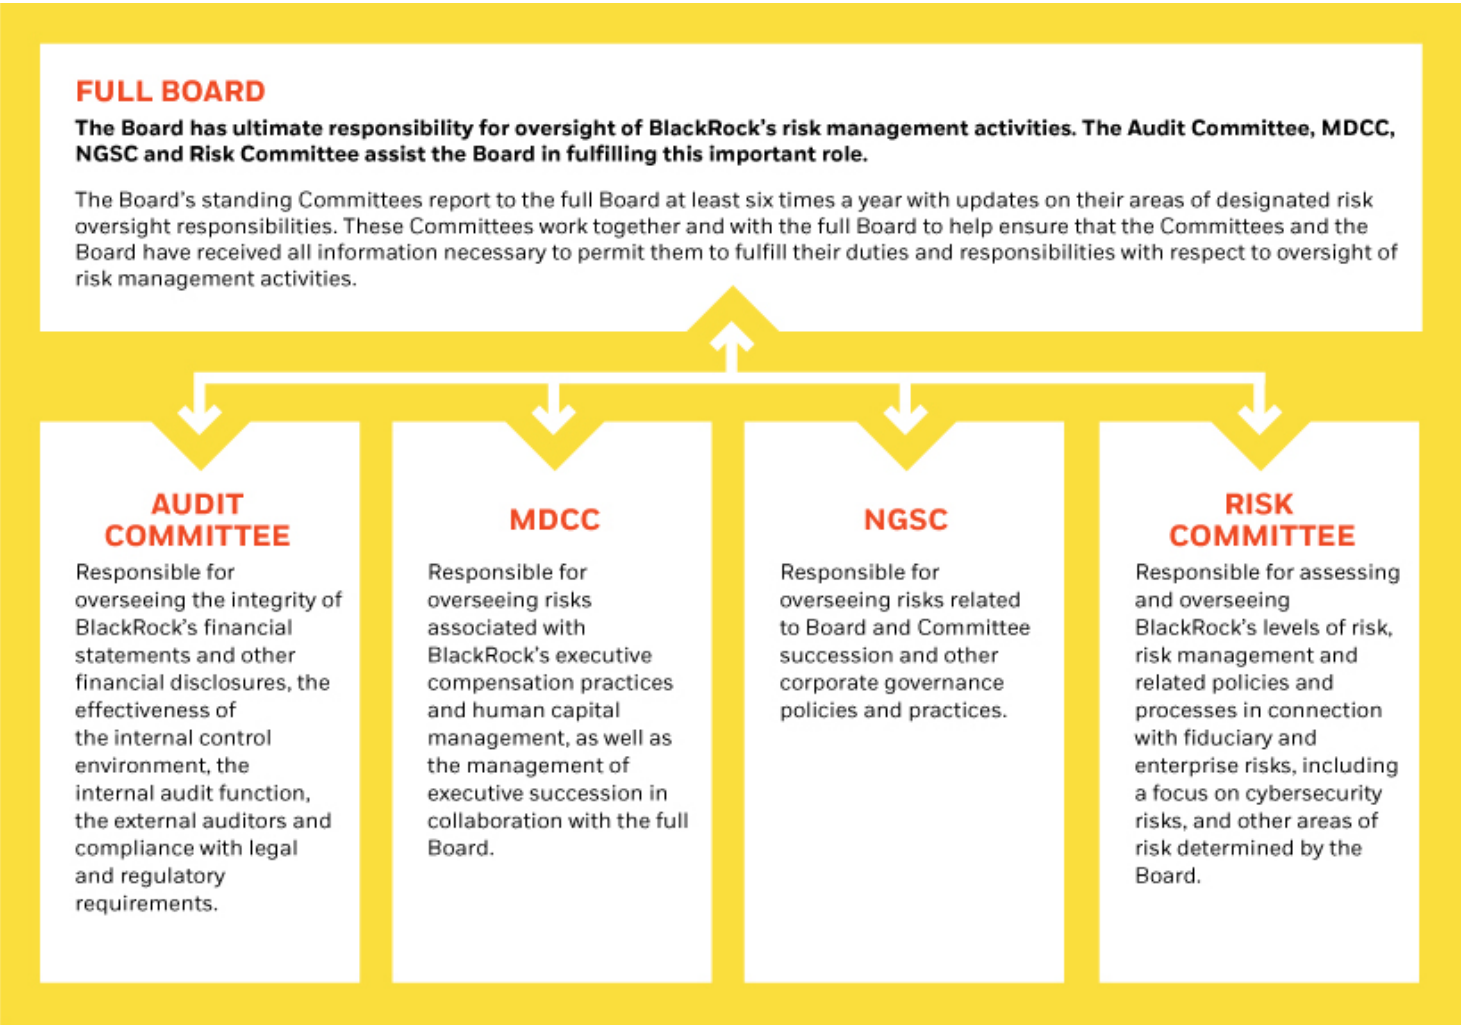 FULL BOARD
The Board has ultimate responsibility for oversight of BlackRock's risk management activities. The Audit Committee, MDCC,
NGSC and Risk Committee assist the Board in fulfilling this important role.
The Board's standing Committees report to the full Board at least six times a year with updates on their areas of designated risk
oversight responsibilities. These Committees work together and with the full Board to help ensure that the Committees and the
Board have received all information necessary to permit them to fulfill their duties and responsibilities with respect to oversight of
risk management activities.
AUDIT
COMMITTEE
Responsible for
overseeing the integrity of
BlackRock's financial
statements and other
financial disclosures, the
effectiveness of
the internal control
environment, the
internal audit function,
the external auditors and
compliance with legal
and regulatory
requirements.
MDCC
Responsible for
overseeing risks
associated with
BlackRock's executive
compensation practices
and human capital
management, as well as
the management of
executive succession in
collaboration with the full
Board.
NGSC
Responsible for
overseeing risks related
to Board and Committee
succession and other
corporate governance
policies and practices.
RISK
COMMITTEE
Responsible for assessing
and overseeing
BlackRock's levels of risk,
risk management and
related policies and
processes in connection
with fiduciary and
enterprise risks, including
a focus on cybersecurity
risks, and other areas of
risk determined by the
Board.